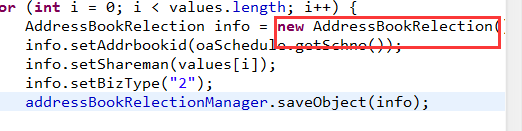 or (int i = 0; i < values.length; i++) {
AddressBookRelection info = new AddressBookRelection(
info.setAddrbookid(oaSchedule.getSchno());
info.setShareman(values[i]);
info.setBizType("2");
addressBookRelectionManager.saveObject(info);